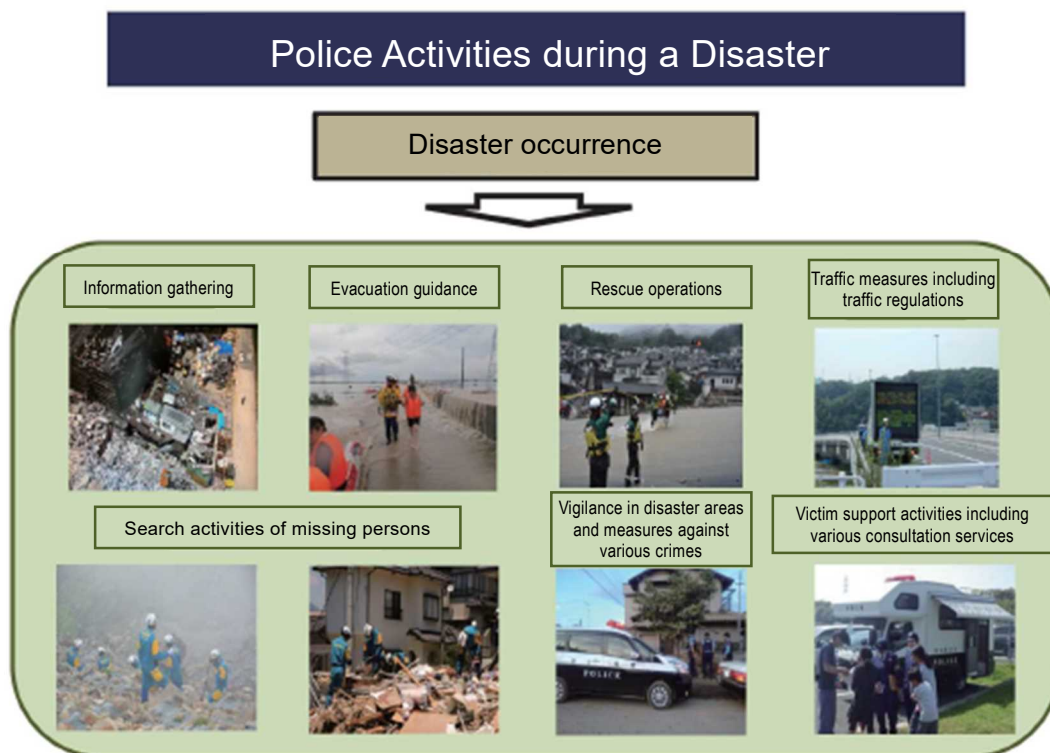 Police Activities during a Disaster
Disaster occurrence
Information gathering
Evacuation guidance
Rescue operations
Traffic measures including
traffic regulations
Search activities of missing persons
Vigilance in disaster areas
and measures against
various crimes
Victim support activities including
various consultation services
POLICE
POLICE